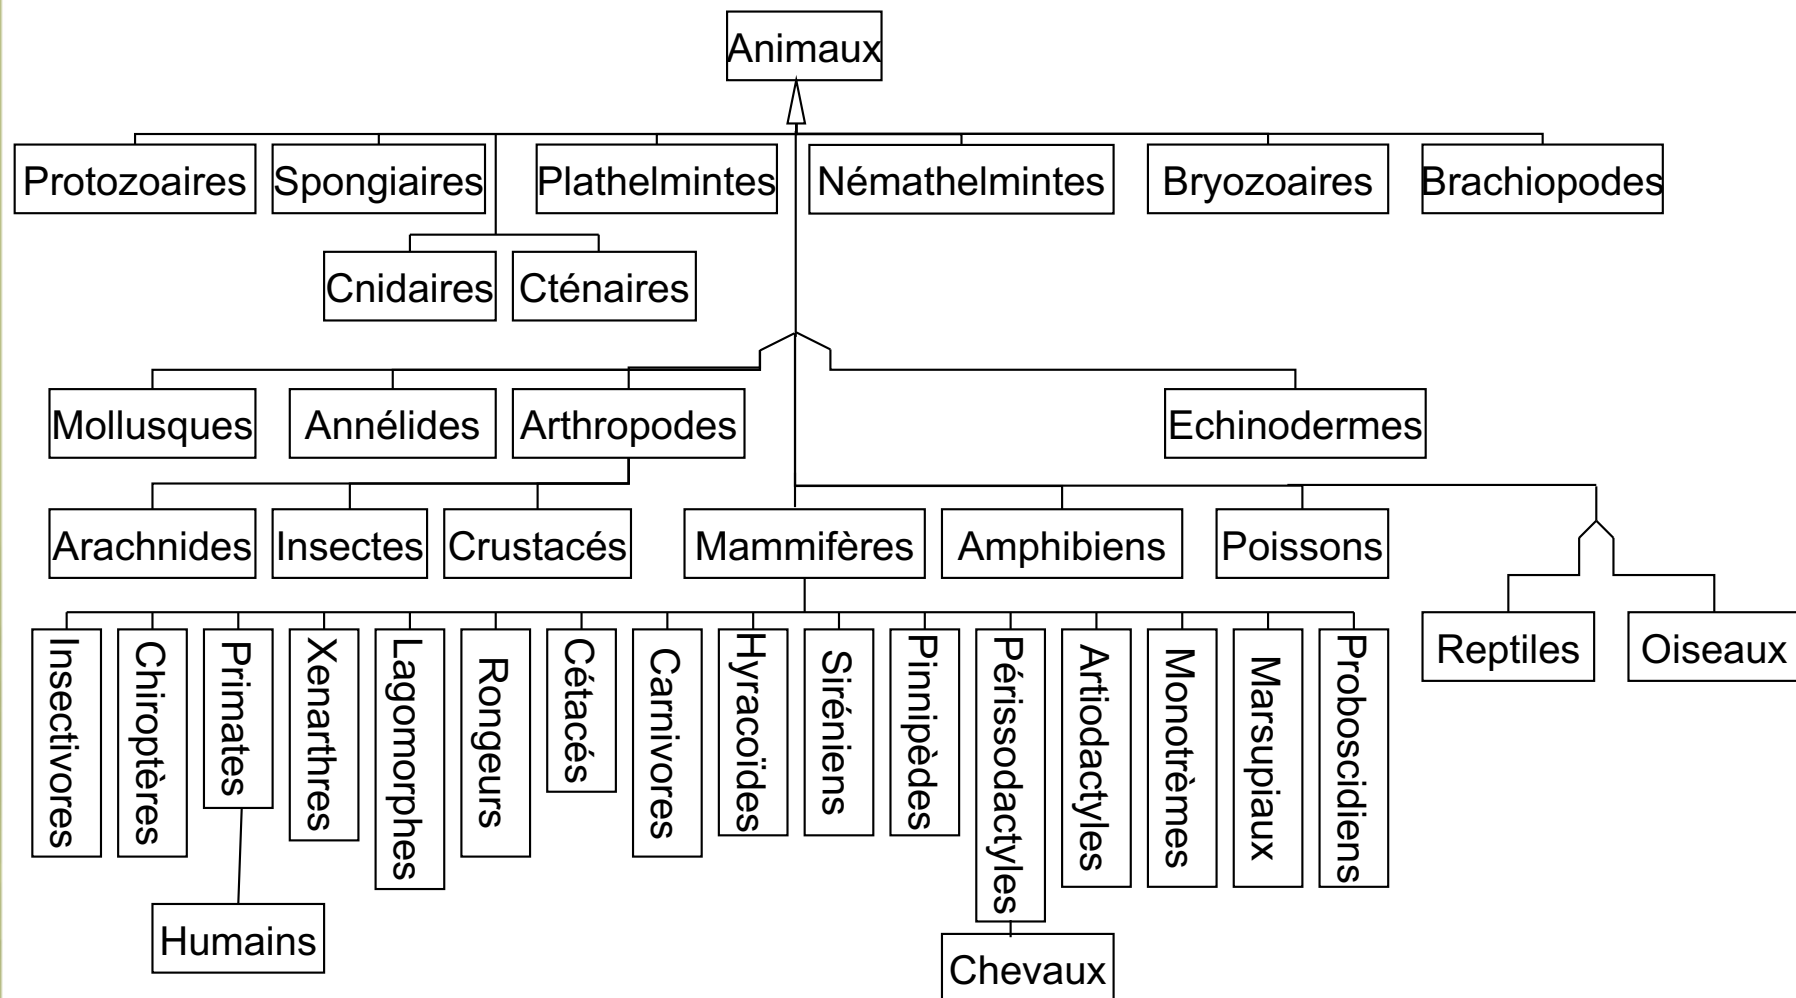 Animaux
Protozoaires
Spongiaires
Plathelmintes
Némathelmintes
Bryozoaires
Brachiopodes
Cnidaires
Cténaires
Mollusques
Annélides
Arthropodes
Echinodermes
Arachnides
Insectes
Crustacés
Mammifères
Amphibiens
Poissons
Reptiles
Oiseaux
Insectivores
Chiroptères
Primates
Xenarthres
Lagomorphes
Rongeurs
Cétacés
Carnivores
Hyracoïdes
Siréniens
Pinnipèdes
Périssodactyles
Artiodactyles
Monotrèmes
Marsupiaux
Proboscidiens
Humains
Chevaux